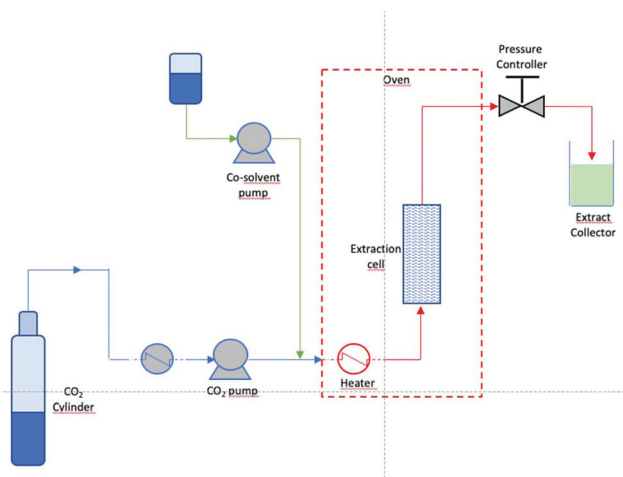 Pressure
Controller
Oven
Co-solvent
pump
Extraction
cell
Extract
Collector
CO₂
Cylinder
CO₂ pump
Heater